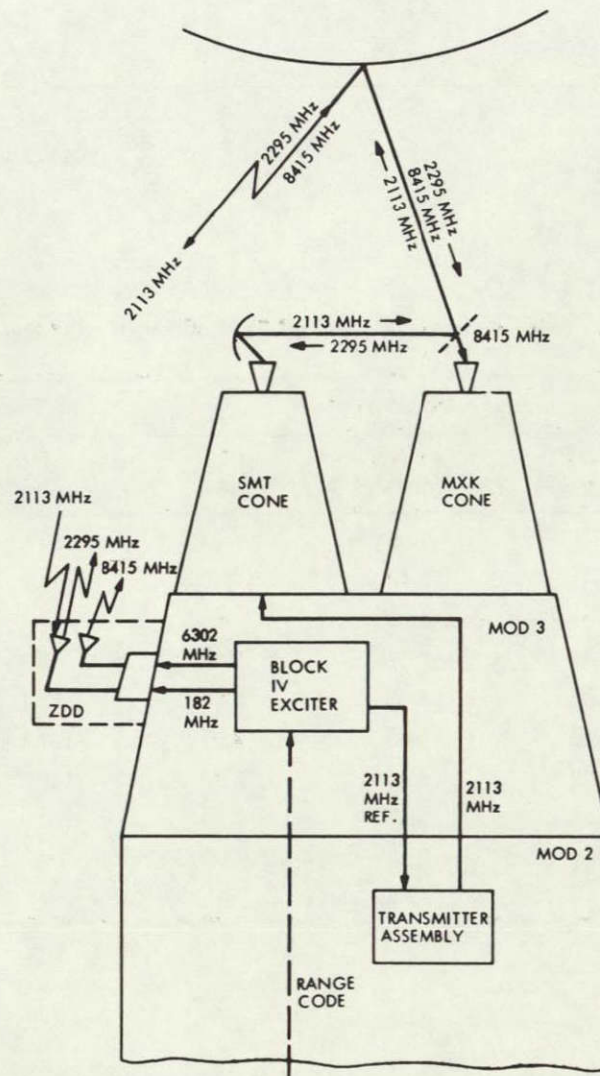 2295 MHz
8415 MHz
2113 MHz
2295 MHz
8415 MHz
2113 MHz
2113 MHz
2295 MHz
8415 MHz
SMT
CONE
MXK
CONE
2113 MHz
2295 MHz
8415 MHz
MOD 3
6302
MHz
BLOCK
IV
EXCITER
182
MHz
ZDD
2113
MHz
REF.
2113
MHz
MOD 2
TRANSMITTER
ASSEMBLY
RANGE
CODE